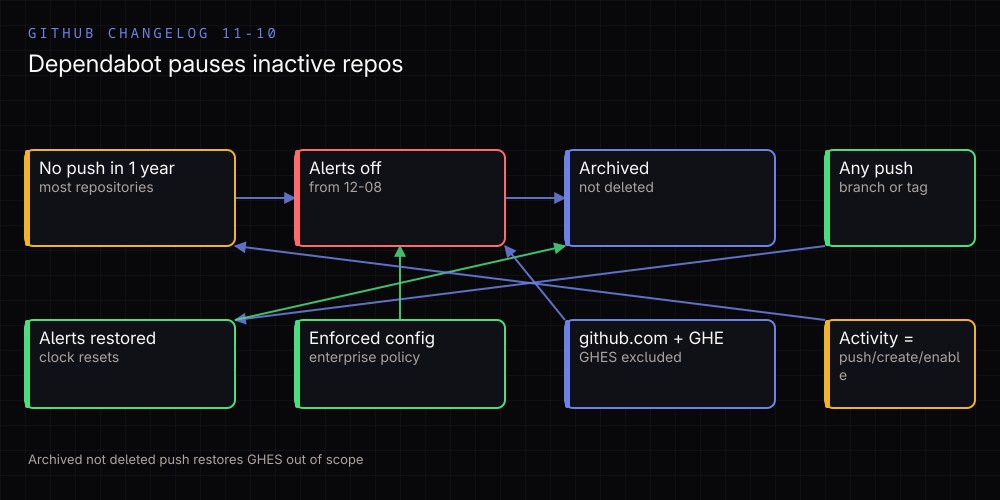 GITHUB CHANGELOG 11-10
Dependabot pauses inactive repos
No push in 1 year
most repositories
Alerts off
from 12-08
Archived
not deleted
Any push
branch or tag
Alerts restored
clock resets
Enforced config
enterprise policy
github.com + GHE
GHES excluded
Activity =
push/create/enabl
e
Archived not deleted push restores GHES out of scope